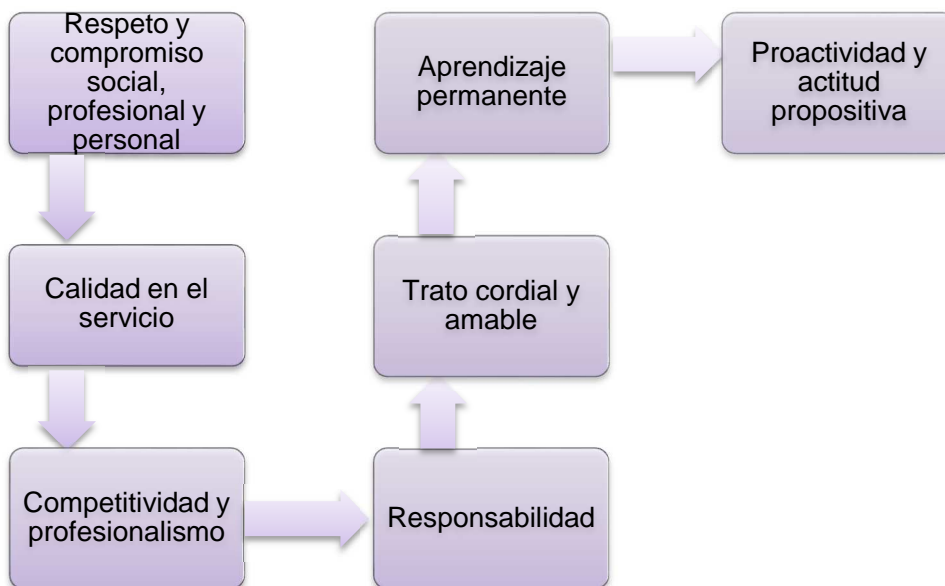 Respeto y
compromiso
social,
profesional y
personal
Calidad en el
servicio
Competitividad y
profesionalismo
Responsabilidad
Trato cordial y
amable
Aprendizaje
permanente
Proactividad y
actitud
propositiva